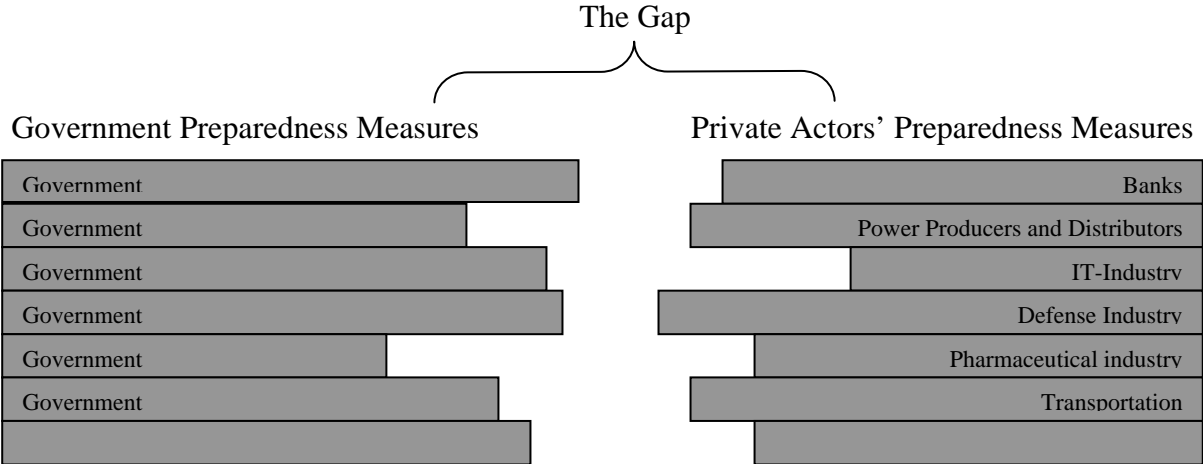 The Gap
Government Preparedness Measures
Private Actors’ Preparedness Measures
Government
Banks
Government
Power Producers and Distributors
Government
IT-Industry
Government
Defense Industry
Government
Pharmaceutical industry
Government
Transportation